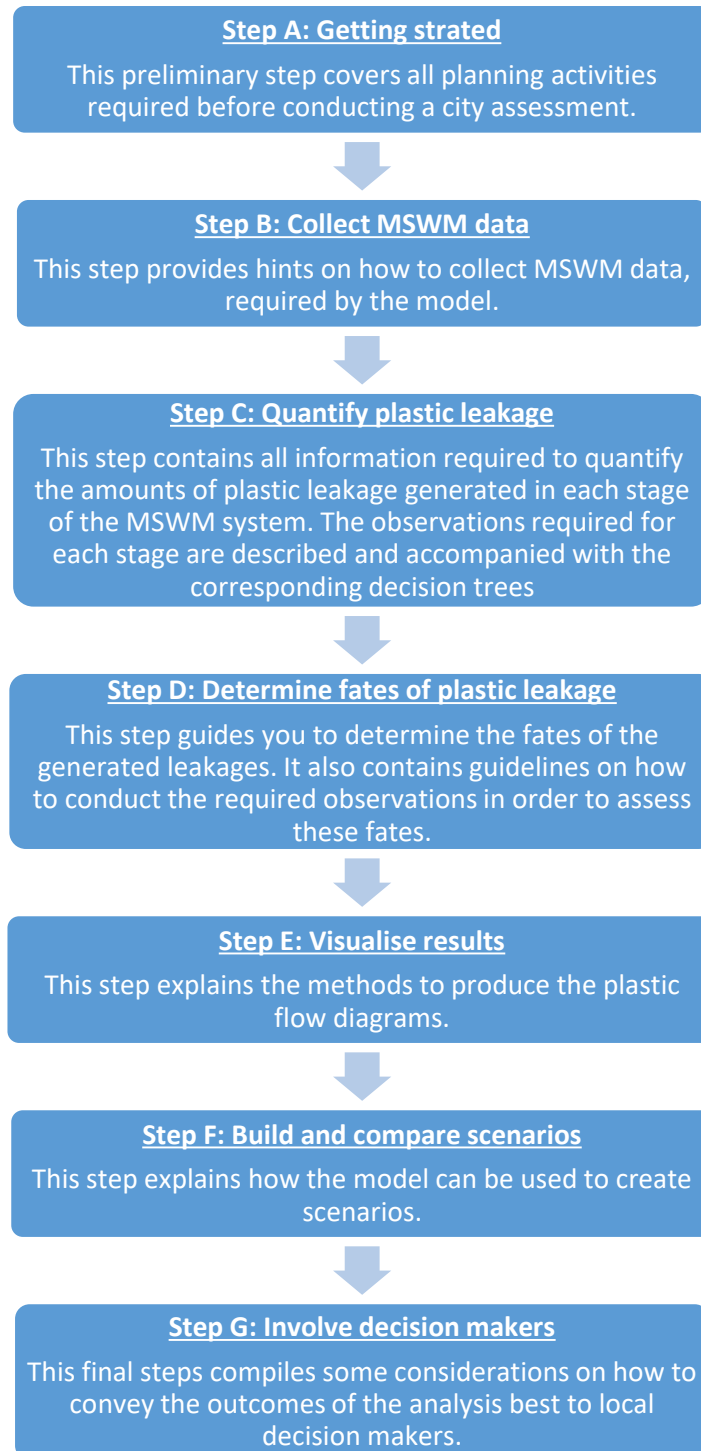 Step A: Getting strated
This preliminary step covers all planning activities
required before conducting a city assessment.
Step B: Collect MSWM data
This step provides hints on how to collect MSWM data,
required by the model.
Step C: Quantify plastic leakage
This step contains all information required to quantify
the amounts of plastic leakage generated in each stage
of the MSWM system. The observations required for
each stage are described and accompanied with the
corresponding decision trees
Step D: Determine fates of plastic leakage
This step guides you to determine the fates of the
generated leakages. It also contains guidelines on how
to conduct the required observations in order to assess
these fates.
Step E: Visualise results
This step explains the methods to produce the plastic
flow diagrams.
Step F: Build and compare scenarios
This step explains how the model can be used to create
scenarios.
Step G: Involve decision makers
This final steps compiles some considerations on how to
convey the outcomes of the analysis best to local
decision makers.